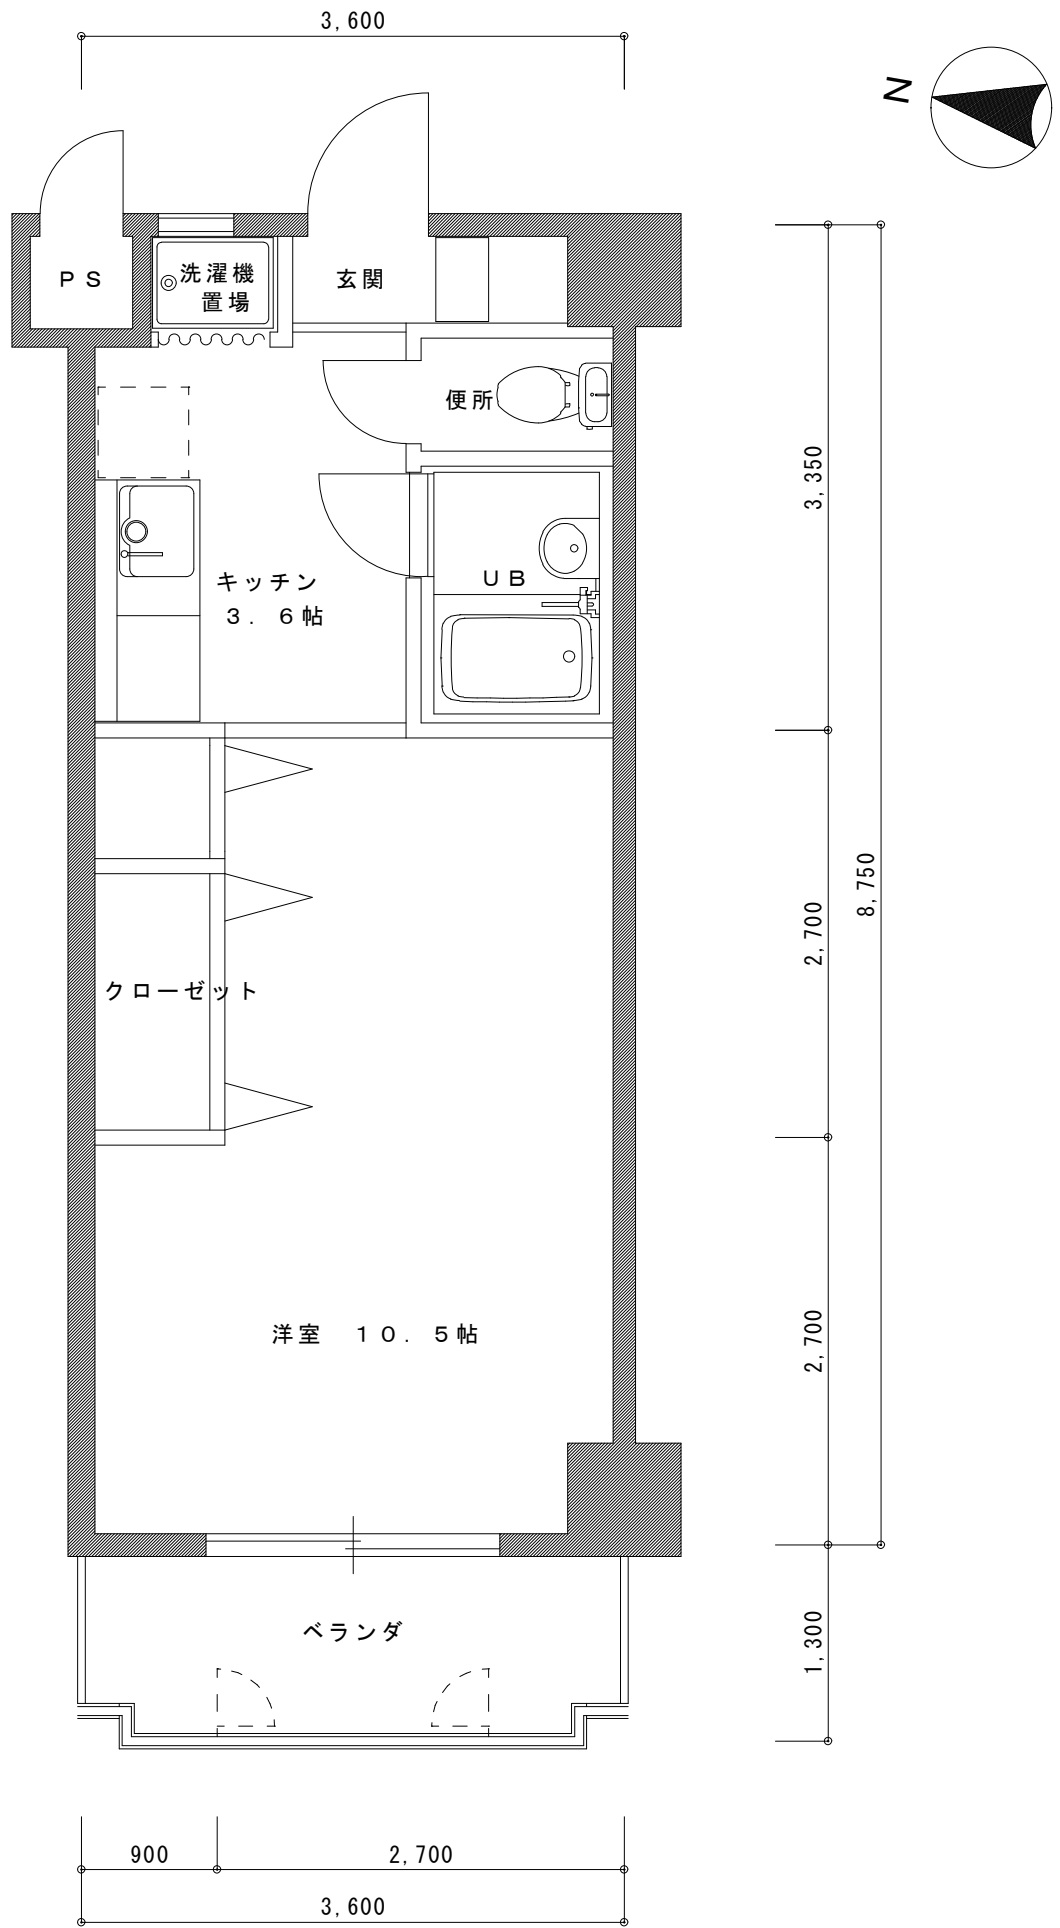 3,600
N
PS
洗濯機
置場
玄関
便所
3,350
キッチン
3.6帖
UB
8,750
2,700
クローゼット
洋室 10.5帖
2,700
ベランダ
1,300
900
2,700
3,600